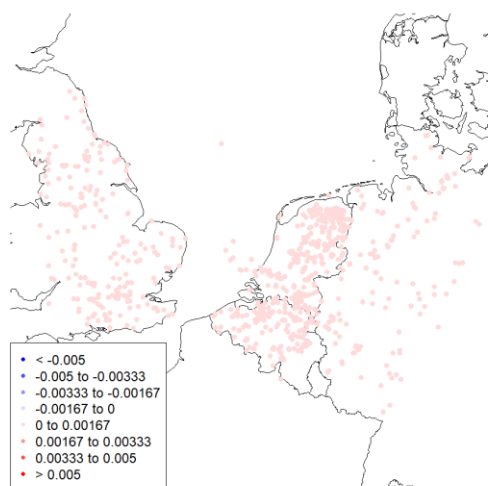 < -0.005
-0.005 to -0.00333
-0.00333 to -0.00167
-0.00167 to 0
0 to 0.00167
0.00167 to 0.00333
0.00333 to 0.005
> 0.005